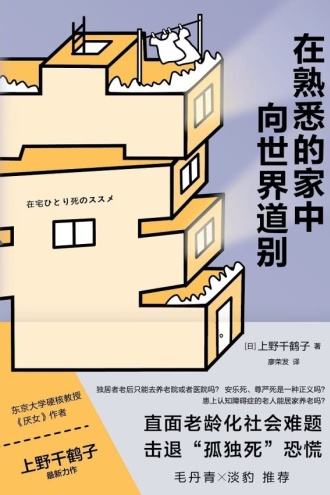 在熟悉的家中
向世界道别
在宅ひとり死のススメ
[日]上野千鹤子 著
廖荣发 译
独居者老后只能去养老院或者医院吗？ 安乐死、尊严死是一种正义吗？
患上认知障碍症的老人能居家养老吗？
东京大学硬核教授
《厌女》作者
上野千鹤子
最新力作
直面老龄化社会难题
击退“孤独死”恐慌
毛丹青×淡豹 推荐